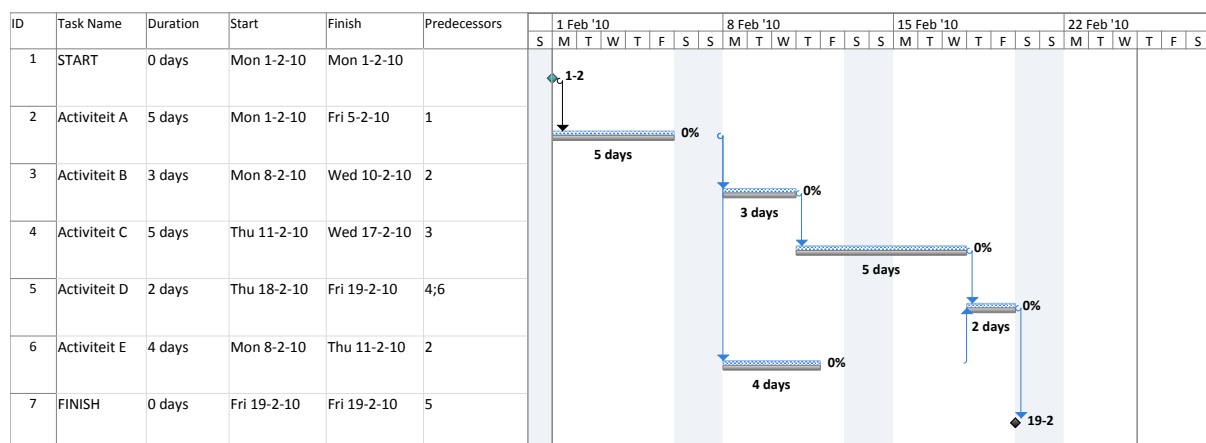 ID Task Name Duration Start Finish Predecessors 1 Feb '10 8 Feb '10 15 Feb '10 22 Feb '10
S M T W T F S S M T W T F S S M T W T F S S M T W T F S
1 START 0 days Mon 1-2-10 Mon 1-2-10
1-2
2 Activiteit A 5 days Mon 1-2-10 Fri 5-2-10 1
0%
5 days
3 Activiteit B 3 days Mon 8-2-10 Wed 10-2-10 2
0%
3 days
4 Activiteit C 5 days Thu 11-2-10 Wed 17-2-10 3
0%
5 days
5 Activiteit D 2 days Thu 18-2-10 Fri 19-2-10 4;6
0%
2 days
6 Activiteit E 4 days Mon 8-2-10 Thu 11-2-10 2
0%
4 days
7 FINISH 0 days Fri 19-2-10 Fri 19-2-10 5
19-2